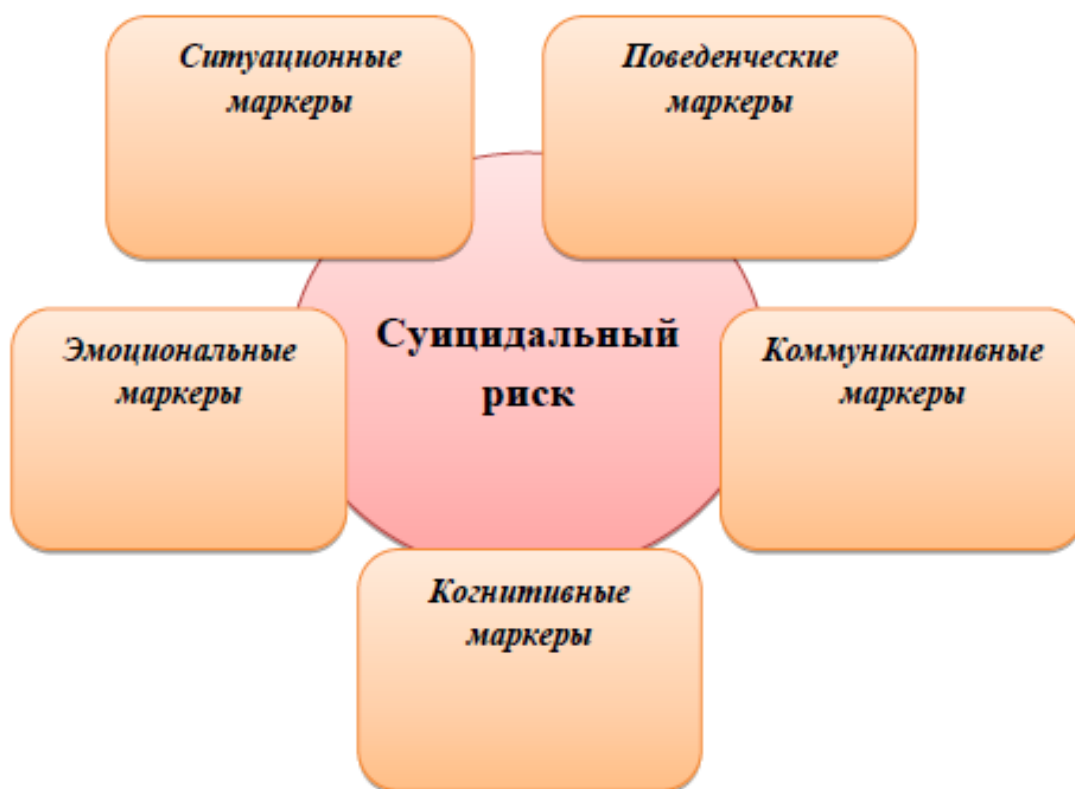 Ситуационные
маркеры
Поведенческие
маркеры
Суицидальный
риск
Эмоциональные
маркеры
Коммуникативные
маркеры
Когнитивные
маркеры